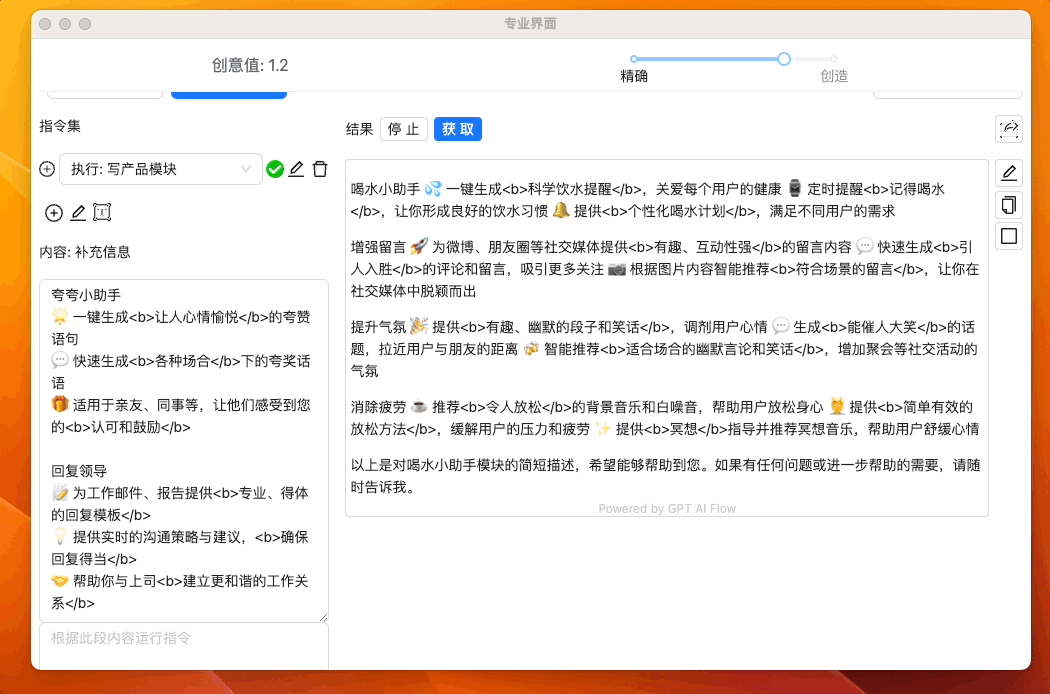 专业界面
创意值: 1.2
精确
创造
指令集
执行: 写产品模块
内容: 补充信息
夸夸小助手
🌟 一键生成<b>让人心情愉悦</b>的夸赞
语句
💬 快速生成<b>各种场合</b>下的夸奖话
语
🎁 适用于亲友、同事等，让他们感受到您
的<b>认可和鼓励</b>
回复领导
📝 为工作邮件、报告提供<b>专业、得体
的回复模板</b>
💡 提供实时的沟通策略与建议，<b>确保
回复得当</b>
🤝 帮助你与上司<b>建立更和谐的工作关
系</b>
根据此段内容运行指令
结果 停 止 获 取
喝水小助手 💦 一键生成<b>科学饮水提醒</b>，关爱每个用户的健康 ⌚ 定时提醒<b>记得喝水
</b>，让你形成良好的饮水习惯 🔔 提供<b>个性化喝水计划</b>，满足不同用户的需求
增强留言 🚀 为微博、朋友圈等社交媒体提供<b>有趣、互动性强</b>的留言内容 💬 快速生成<b>引
人入胜</b>的评论和留言，吸引更多关注 📷 根据图片内容智能推荐<b>符合场景的留言</b>，让你在
社交媒体中脱颖而出
提升气氛 🎉 提供<b>有趣、幽默的段子和笑话</b>，调剂用户心情 💬 生成<b>能催人大笑</b>的话
题，拉近用户与朋友的距离 🍻 智能推荐<b>适合场合的幽默言论和笑话</b>，增加聚会等社交活动的
气氛
消除疲劳 ☕ 推荐<b>令人放松</b>的背景音乐和白噪音，帮助用户放松身心 💆 提供<b>简单有效的
放松方法</b>，缓解用户的压力和疲劳 ✨ 提供<b>冥想</b>指导并推荐冥想音乐，帮助用户舒缓心情
以上是对喝水小助手模块的简短描述，希望能够帮助到您。如果有任何问题或进一步帮助的需要，请随
时告诉我。
Powered by GPT AI Flow